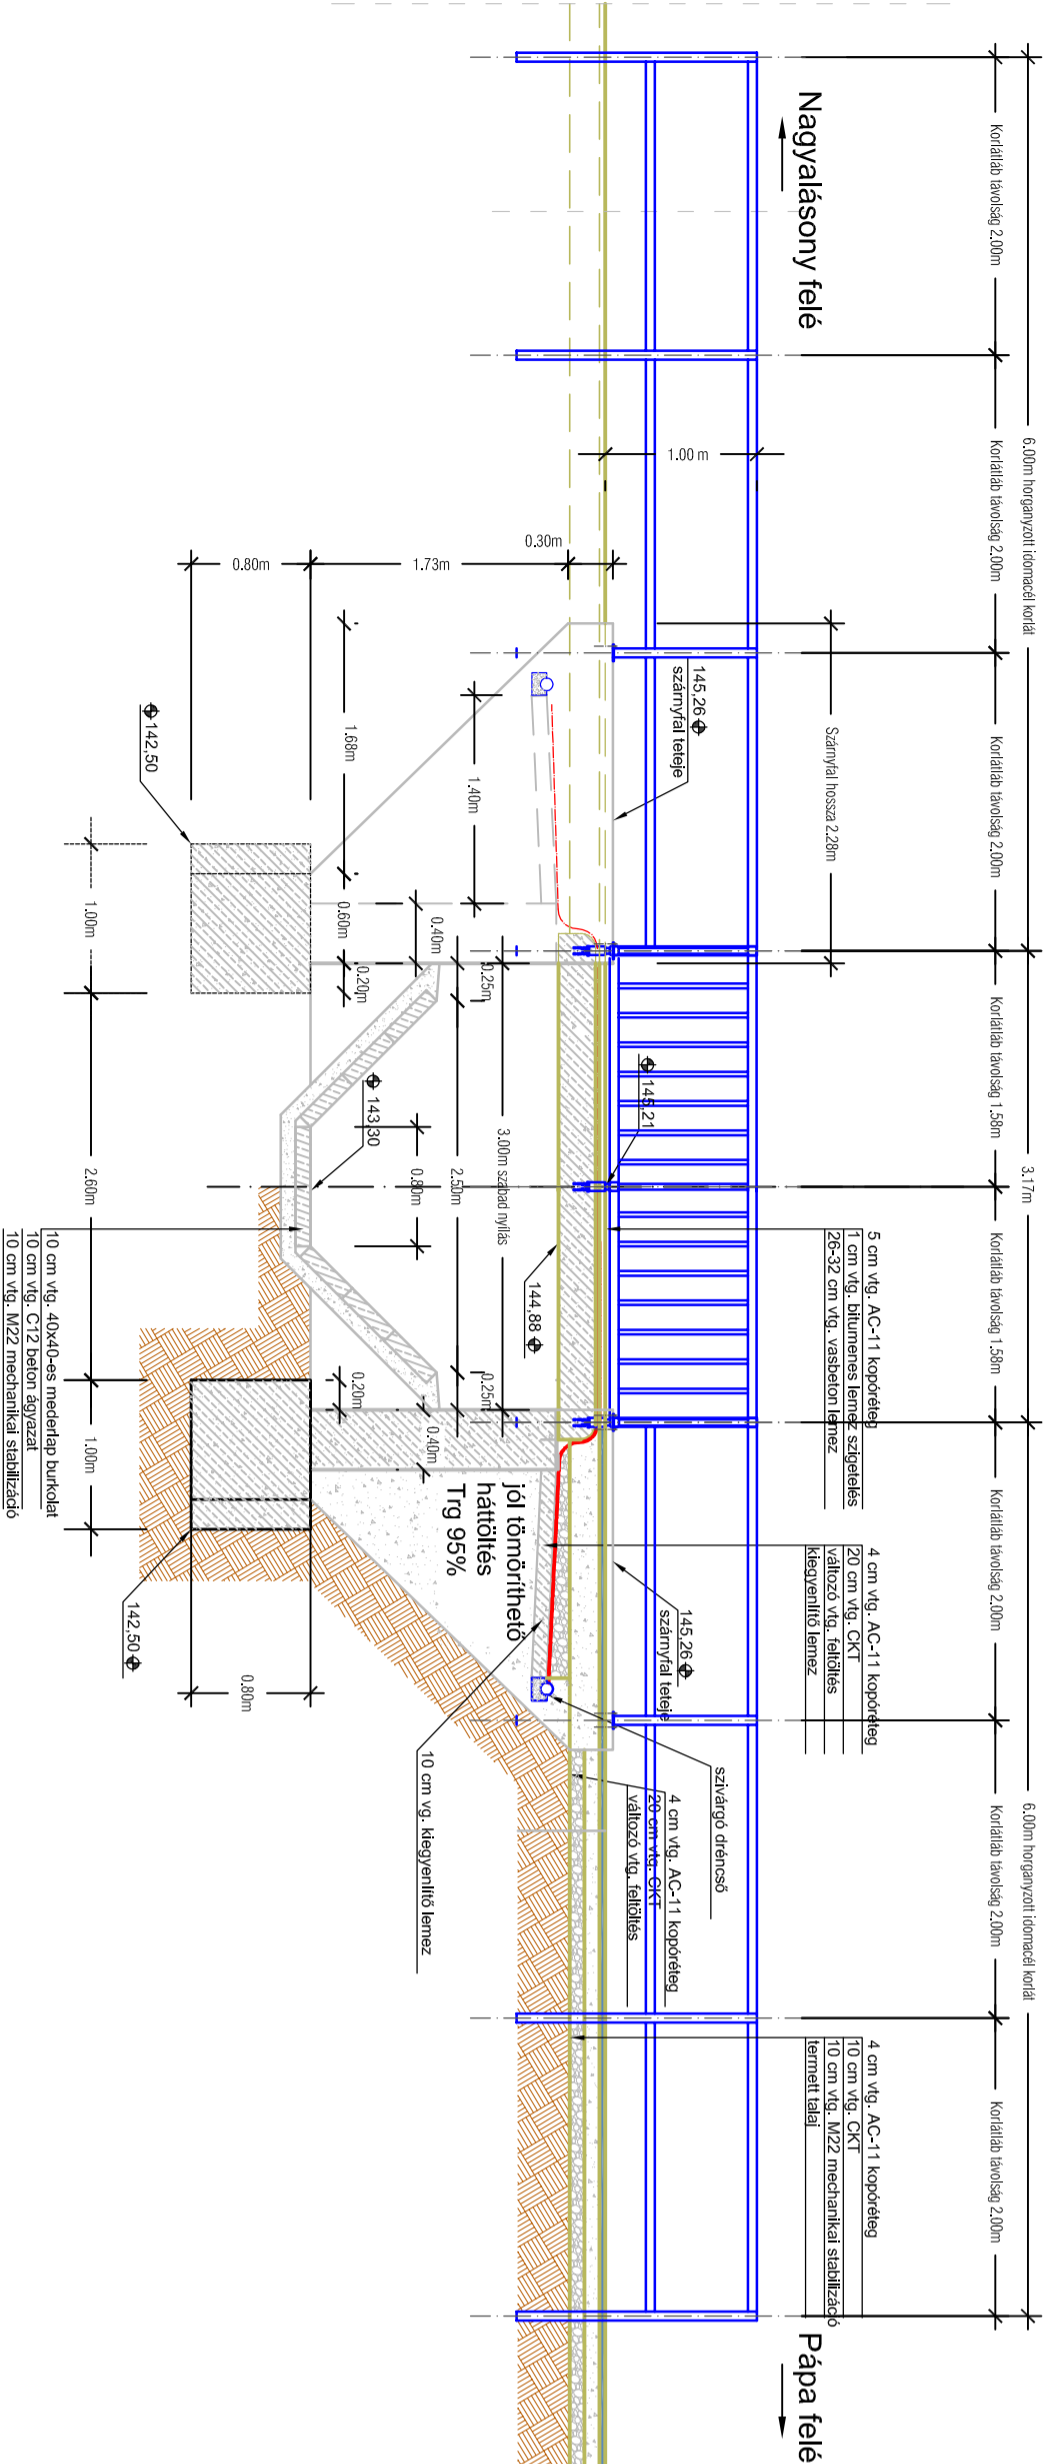 6.00m horganyzott idomacél korlát
3.17m
6.00m horganyzott idomacél korlát
Korlátláb távolság 2.00m
Korlátláb távolság 2.00m
Korlátláb távolság 2.00m
Korlátláb távolság 1.58m
Korlátláb távolság 1.58m
Korlátláb távolság 2.00m
Korlátláb távolság 2.00m
Korlátláb távolság 2.00m
Nagyalásony felé
Pápa felé
Szárnyfal hossza 2.28m
5 cm vtg. AC-11 kopóréteg
1 cm vtg. bitumenes lemez szigetelés
26-32 cm vtg. vasbeton lemez
4 cm vtg. AC-11 kopóréteg
20 cm vtg. CKT
változó vtg. feltöltés
kiegyenlítő lemez
4 cm vtg. AC-11 kopóréteg
10 cm vtg. CKT
10 cm vtg. M22 mechanikai stabilizáció
termett talaj
1.00 m
145,26
szárnyfal teteje
145,21
145,26
szárnyfal teteje
szivárgó dréncső
4 cm vtg. AC-11 kopóréteg
20 cm vtg. CKT
változó vtg. feltöltés
0.30m
144,88
1.73m
1.40m
0.40m
0.25m
3.00m szabad nyílás
2.50m
0.80m
0.25m
0.40m
jól tömöríthető
háttöltés
Trg 95%
10 cm vg. kiegyenlítő lemez
1.68m
0.60m
0.20m
143,30
0.20m
0.80m
0.80m
142,50
142,50
1.00m
2.60m
1.00m
10 cm vtg. 40x40-es mederlap burkolat
10 cm vtg. C12 beton ágyazat
10 cm vtg. M22 mechanikai stabilizáció